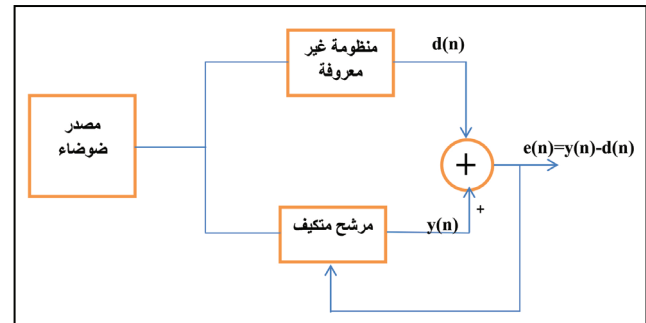 منظومة غير
معروفة
d(n)
مصدر
ضوضاء
+
e(n)=y(n)-d(n)
مرشح متكيف
y(n)
+